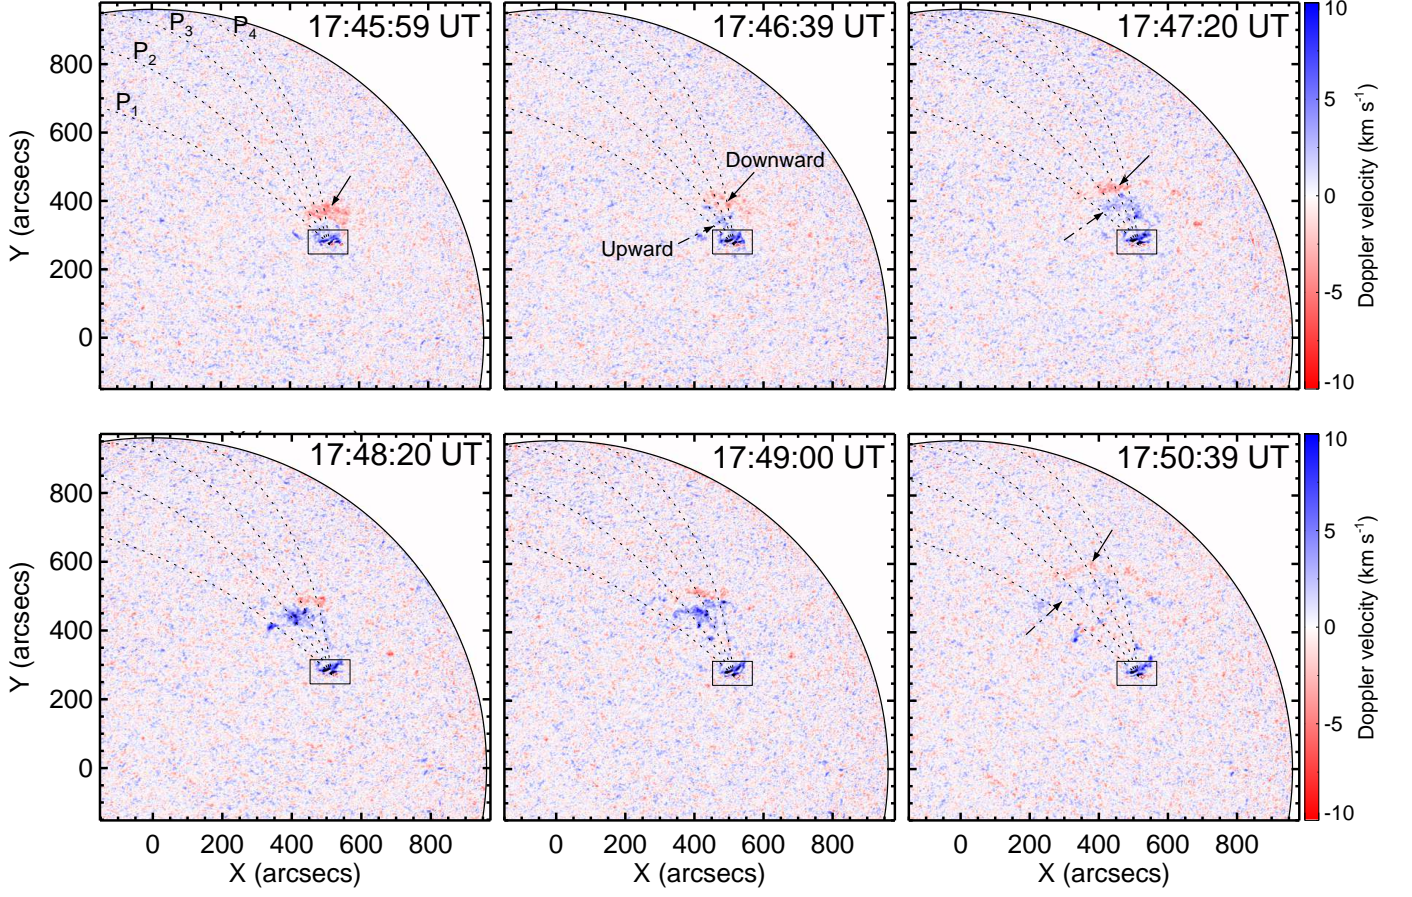 17:45:59 UT
17:46:39 UT
17:47:20 UT
P1
P2
P3
P4
Downward
Upward
Y (arcsecs)
800
600
400
200
0
10
5
0
-5
-10
Doppler velocity (km s-1)
17:48:20 UT
17:49:00 UT
17:50:39 UT
Y (arcsecs)
800
600
400
200
0
0 200 400 600 800
0 200 400 600 800
0 200 400 600 800
X (arcsecs)
X (arcsecs)
X (arcsecs)
10
5
0
-5
-10
Doppler velocity (km s-1)